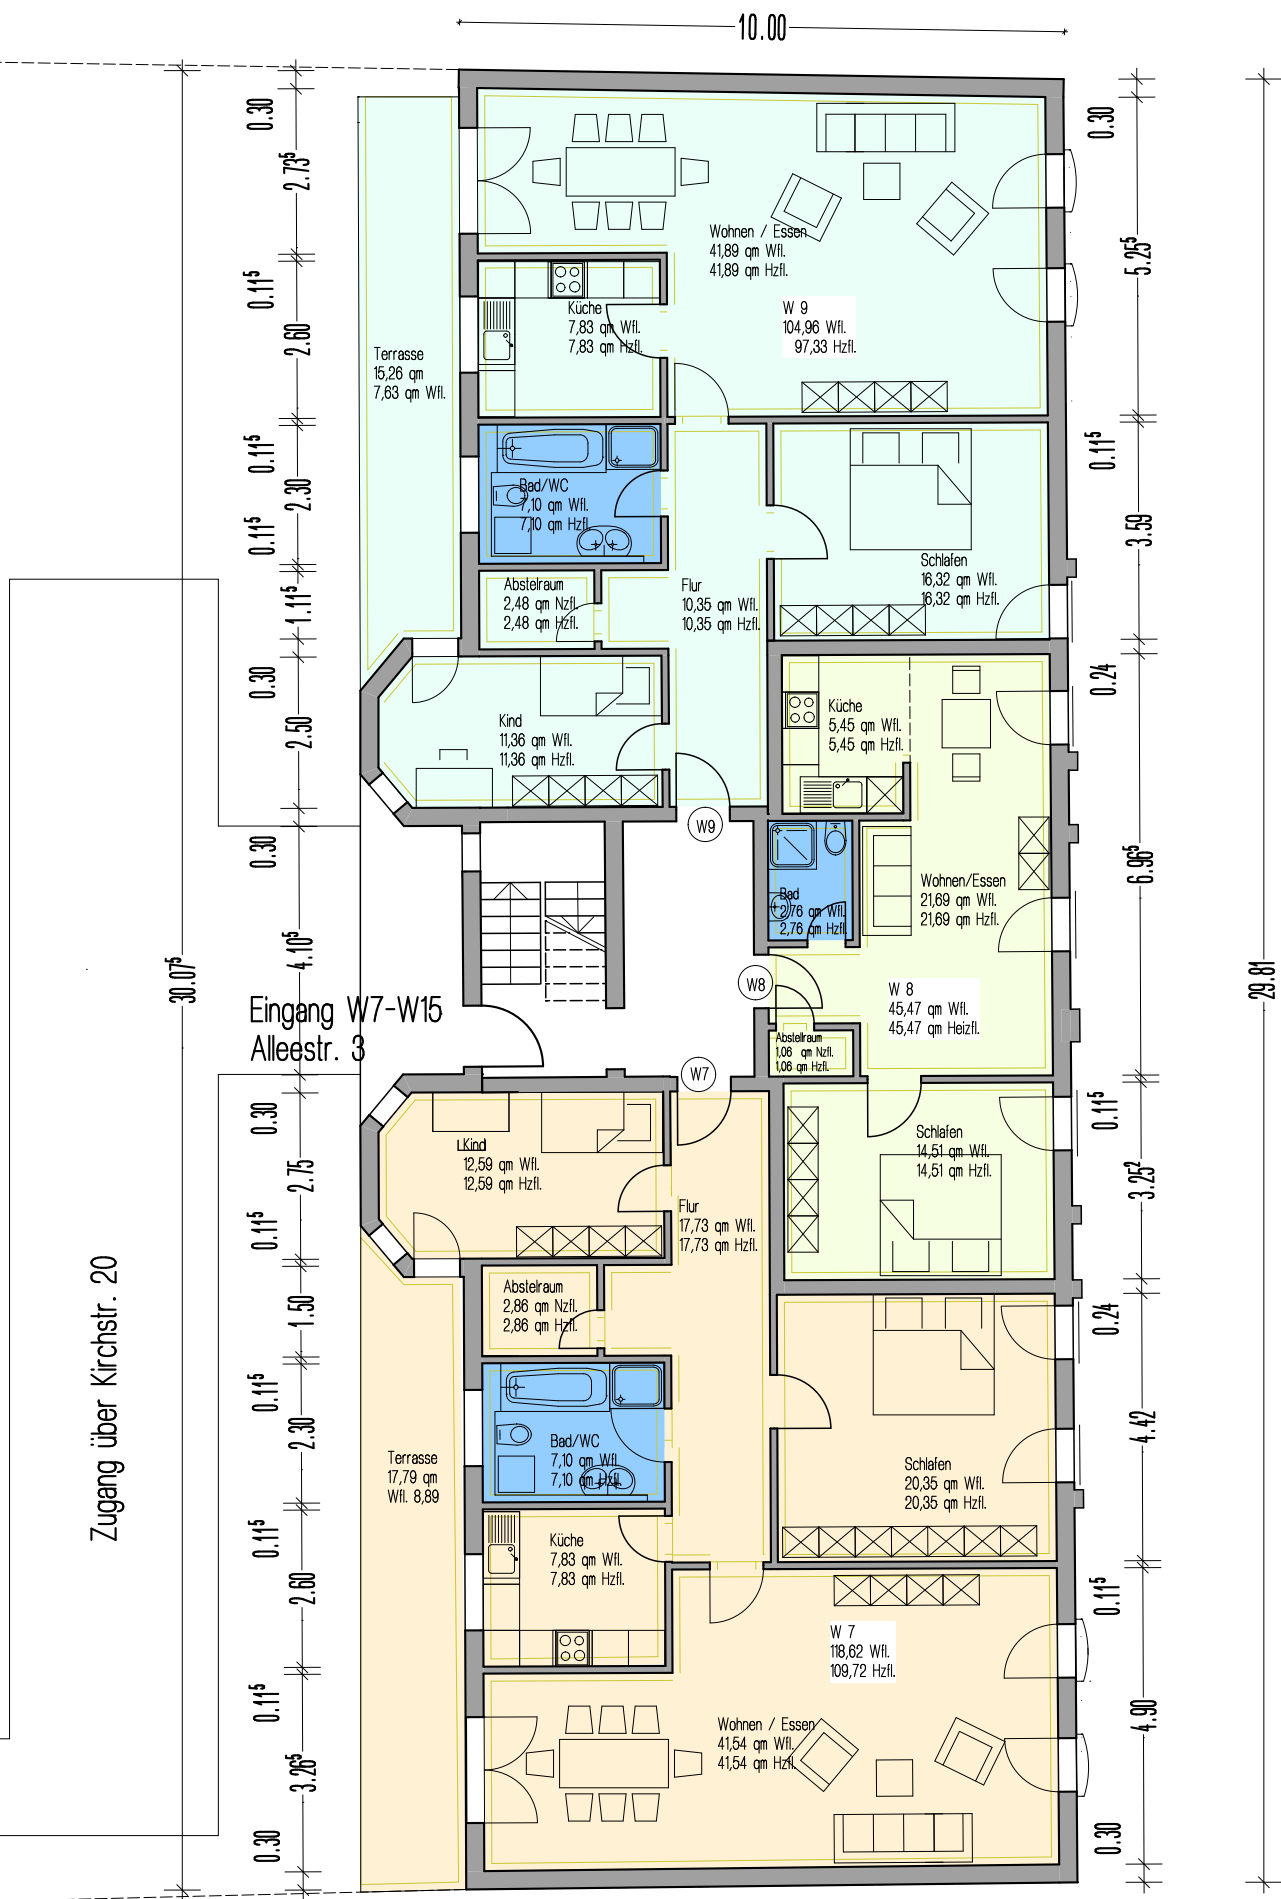 10.00
0.30
2.73⁵
0.11⁵
2.60
0.11⁵
2.30
0.11⁵
1.11⁵
0.30
2.50
0.30
4.10⁵
0.30
2.75
0.11⁵
1.50
0.11⁵
2.30
0.11⁵
2.60
0.11⁵
3.26⁵
0.30
30.07⁵
0.30
5.25⁵
0.11⁵
3.59
0.24
6.96⁵
0.11⁵
3.25²
0.24
4.42
0.11⁵
4.90
0.30
29.81
Wohnen / Essen
41,89 qm Wfl.
41,89 qm Hzfl.
W 9
104,96 Wfl.
97,33 Hzfl.
Küche
7,83 qm Wfl.
7,83 qm Hzfl.
Terrasse
15,26 qm
7,63 qm Wfl.
Bad/WC
7,10 qm Wfl.
7,10 qm Hzfl.
Schlafen
16,32 qm Wfl.
16,32 qm Hzfl.
Abstelraum
2,48 qm Nzfl.
2,48 qm Hzfl.
Flur
10,35 qm Wfl.
10,35 qm Hzfl.
Kind
11,36 qm Wfl.
11,36 qm Hzfl.
Küche
5,45 qm Wfl.
5,45 qm Hzfl.
W9
Bad
2,76 qm Wfl.
2,76 qm Hzfl.
Wohnen/Essen
21,69 qm Wfl.
21,69 qm Hzfl.
W8
W 8
45,47 qm Wfl.
45,47 qm Heizfl.
Eingang W7-W15
Alleestr. 3
Abstellraum
1,06 qm Nzfl.
1,06 qm Hzfl.
W7
Kind
12,59 qm Wfl.
12,59 qm Hzfl.
Schlafen
14,51 qm Wfl.
14,51 qm Hzfl.
Flur
17,73 qm Wfl.
17,73 qm Hzfl.
Abstelraum
2,86 qm Nzfl.
2,86 qm Hzfl.
Zugang über Kirchstr. 20
Bad/WC
7,10 qm Wfl.
7,10 qm Hzfl.
Terrasse
17,79 qm
Wfl. 8,89
Schlafen
20,35 qm Wfl.
20,35 qm Hzfl.
Küche
7,83 qm Wfl.
7,83 qm Hzfl.
W 7
118,62 Wfl.
109,72 Hzfl.
Wohnen / Essen
41,54 qm Wfl.
41,54 qm Hzfl.